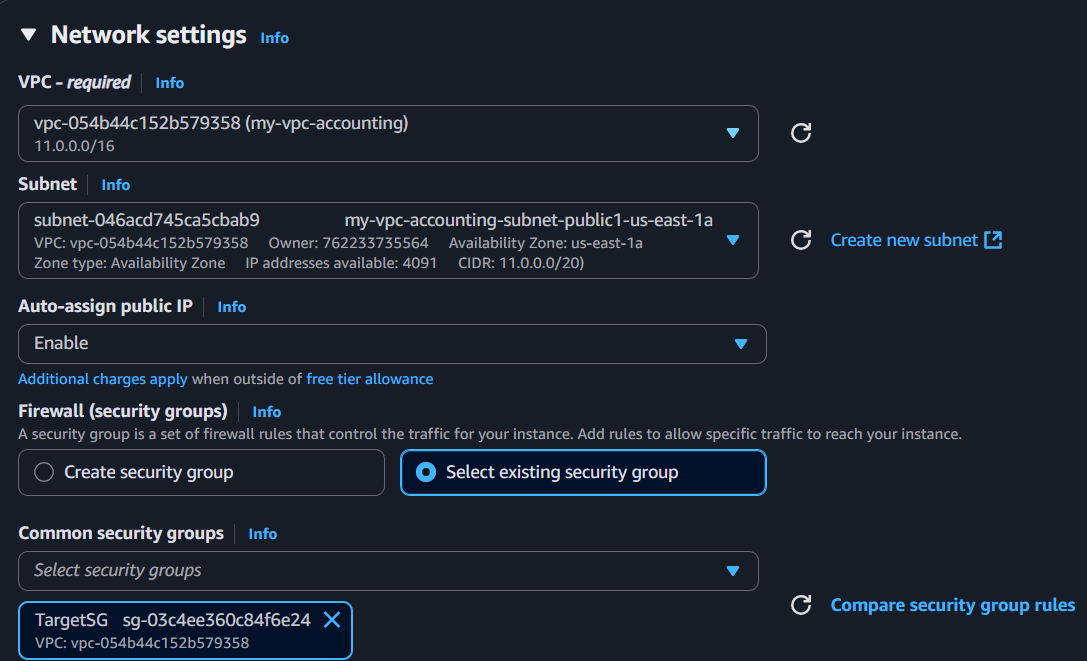 Network settings Info
VPC - required Info
vpc-054b44c152b579358 (my-vpc-accounting)
11.0.0.0/16
Subnet Info
subnet-046acd745ca5cbab9 my-vpc-accounting-subnet-public1-us-east-1a
VPC: vpc-054b44c152b579358 Owner: 762233735564 Availability Zone: us-east-1a
Zone type: Availability Zone IP addresses available: 4091 CIDR: 11.0.0.0/20)
Create new subnet
Auto-assign public IP Info
Enable
Additional charges apply when outside of free tier allowance
Firewall (security groups) Info
A security group is a set of firewall rules that control the traffic for your instance. Add rules to allow specific traffic to reach your instance.
Create security group Select existing security group
Common security groups Info
Select security groups
TargetSG sg-03c4ee360c84f6e24
VPC: vpc-054b44c152b579358
Compare security group rules